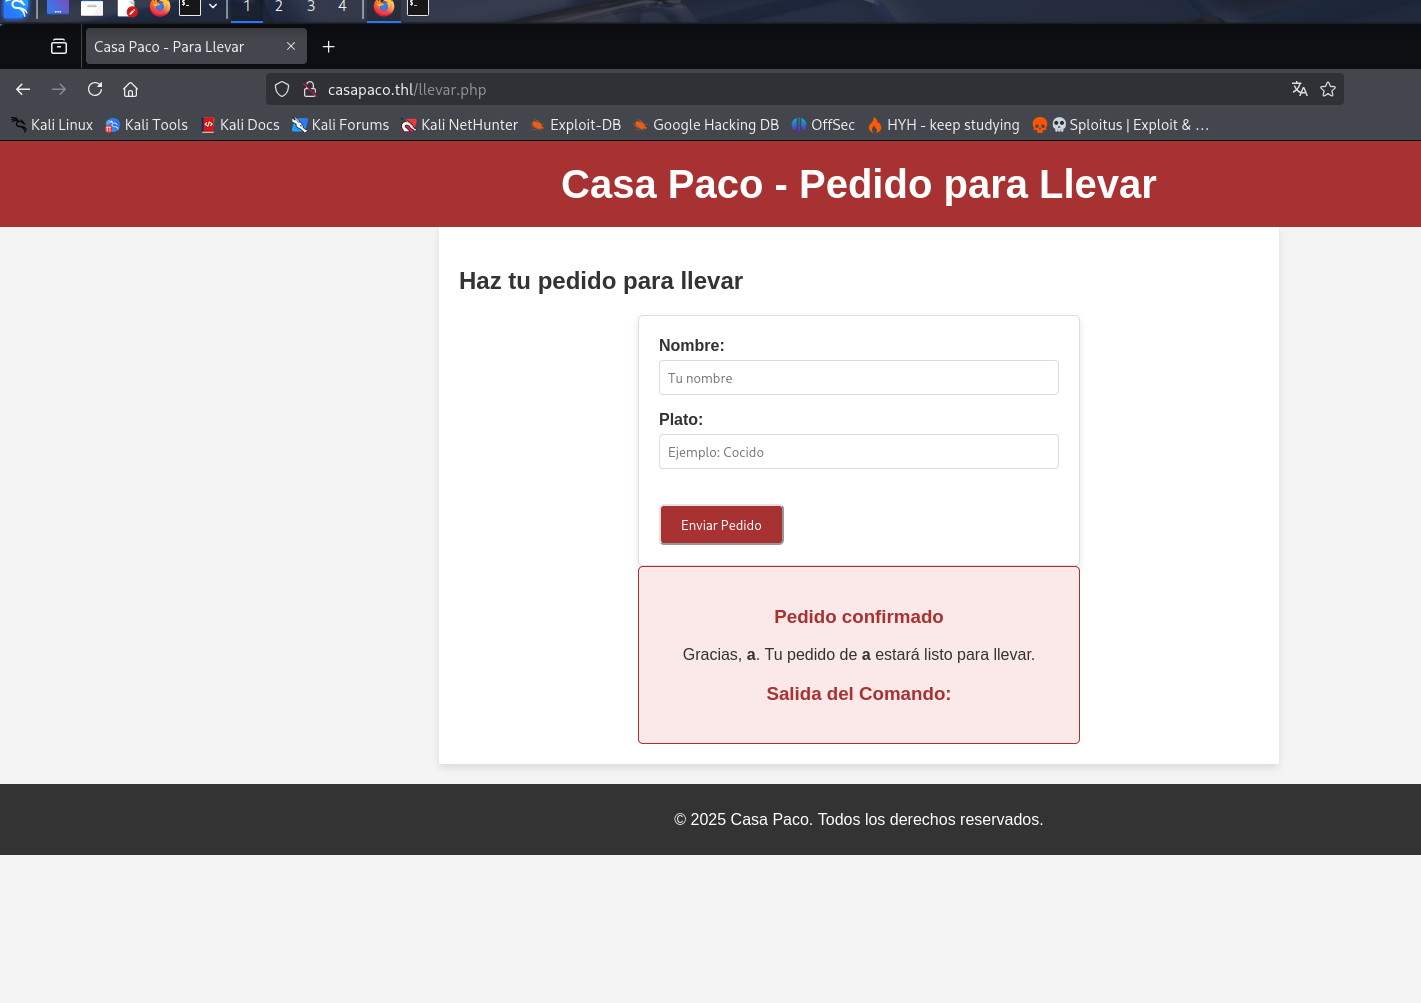 1 2 3 4
Casa Paco - Para Llevar
casapaco.thl/llevar.php
Kali Linux Kali Tools Kali Docs Kali Forums Kali NetHunter Exploit-DB Google Hacking DB OffSec HYH - keep studying Sploitus | Exploit & ...
Casa Paco - Pedido para Llevar
Haz tu pedido para llevar
Nombre:
Tu nombre
Plato:
Ejemplo: Cocido
Enviar Pedido
Pedido confirmado
Gracias, a. Tu pedido de a estará listo para llevar.
Salida del Comando:
© 2025 Casa Paco. Todos los derechos reservados.